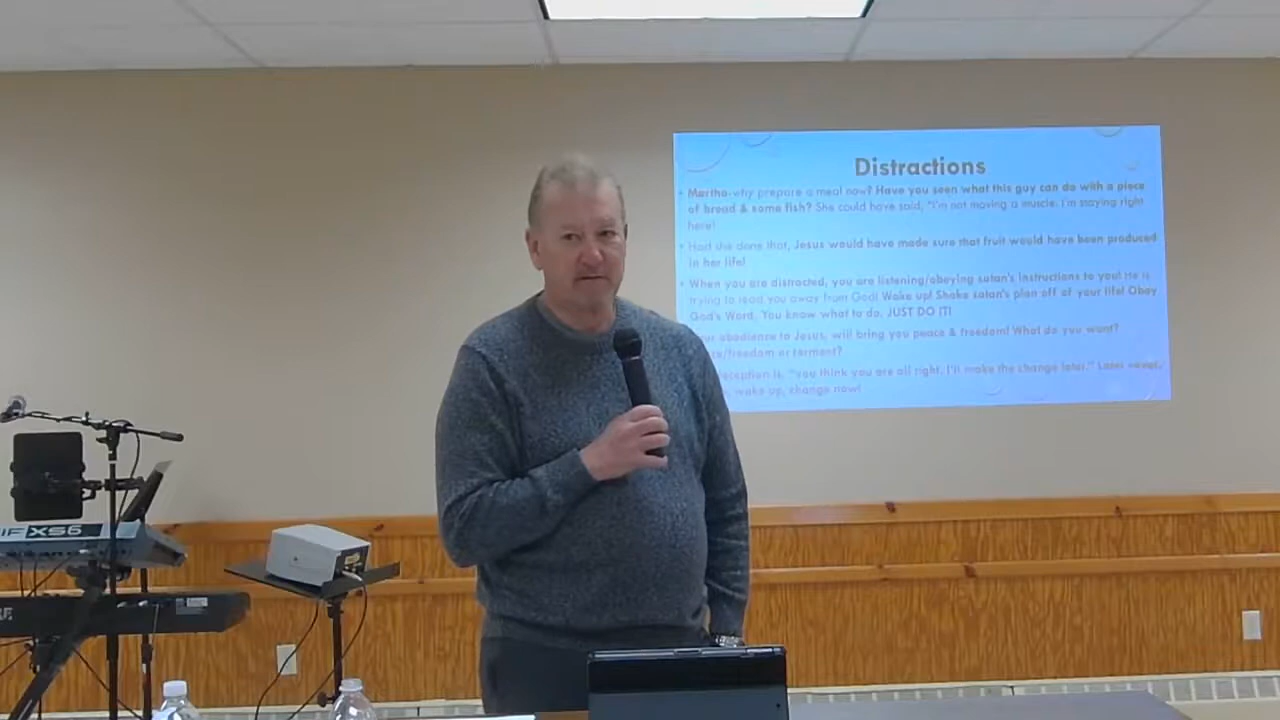 Distractions
• Martha-why prepare a meal now? Have you seen what this guy can do with a piece
of bread & some fish? She could have said, "I'm not moving a muscle. I'm staying right
here!
• Had she done that, Jesus would have made sure that fruit would have been produced
in her life!
• When you are distracted, you are listening/obeying satan's instructions to you! He is
trying to lead you away from God! Wake up! Shake satan's plan off of your life! Obey
God's Word. You know what to do, JUST DO IT!
obedience to Jesus, will bring you peace & freedom! What do you want?
/freedom or torment?
is, "you think you are all right, I'll make the change later." Later never,
wake up, change now!
XS6